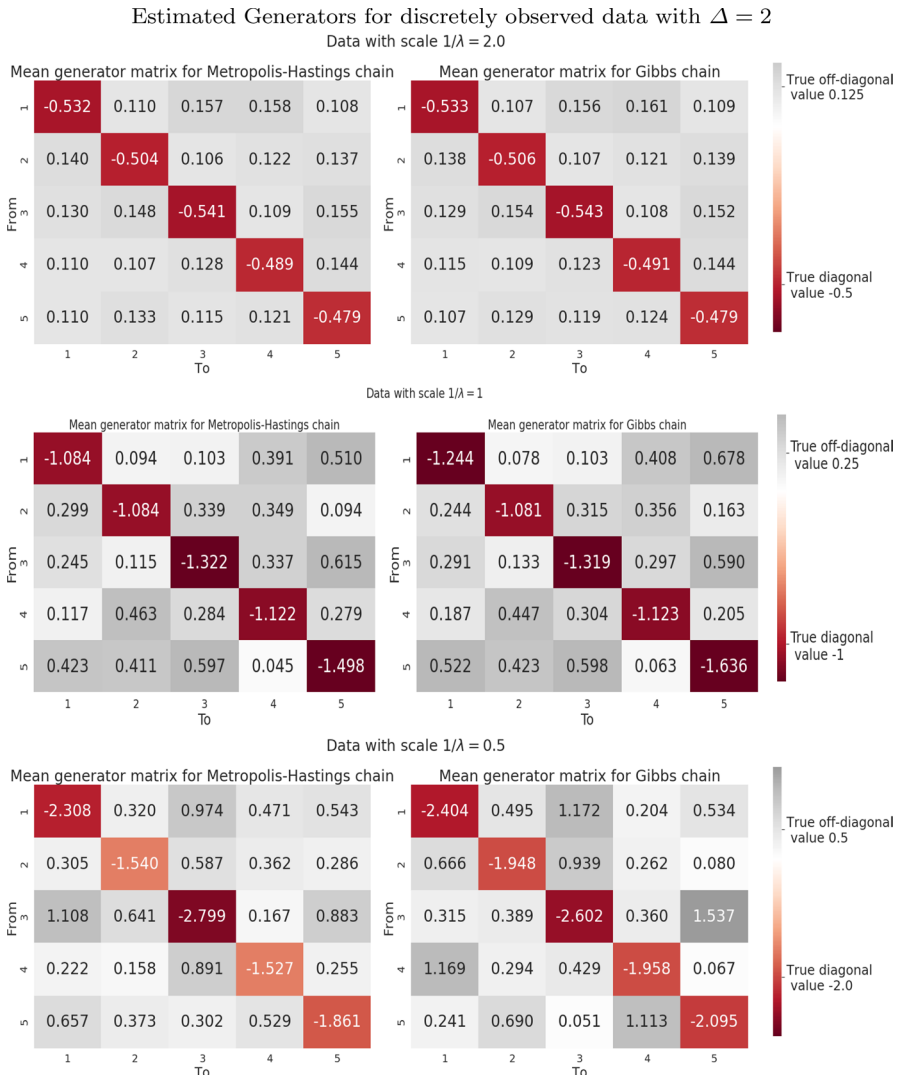 Estimated Generators for discretely observed data with Δ = 2
Data with scale 1/λ = 2.0
Mean generator matrix for Metropolis-Hastings chain
Mean generator matrix for Gibbs chain
From
1 -0.532 0.110 0.157 0.158 0.108
2 0.140 -0.504 0.106 0.122 0.137
3 0.130 0.148 -0.541 0.109 0.155
4 0.110 0.107 0.128 -0.489 0.144
5 0.110 0.133 0.115 0.121 -0.479
1 2 3 4 5
To
From
1 -0.533 0.107 0.156 0.161 0.109
2 0.138 -0.506 0.107 0.121 0.139
3 0.129 0.154 -0.543 0.108 0.152
4 0.115 0.109 0.123 -0.491 0.144
5 0.107 0.129 0.119 0.124 -0.479
1 2 3 4 5
To
True off-diagonal
value 0.125
True diagonal
value -0.5
Data with scale 1/λ = 1
Mean generator matrix for Metropolis-Hastings chain
Mean generator matrix for Gibbs chain
From
1 -1.084 0.094 0.103 0.391 0.510
2 0.299 -1.084 0.339 0.349 0.094
3 0.245 0.115 -1.322 0.337 0.615
4 0.117 0.463 0.284 -1.122 0.279
5 0.423 0.411 0.597 0.045 -1.498
1 2 3 4 5
To
From
1 -1.244 0.078 0.103 0.408 0.678
2 0.244 -1.081 0.315 0.356 0.163
3 0.291 0.133 -1.319 0.297 0.590
4 0.187 0.447 0.304 -1.123 0.205
5 0.522 0.423 0.598 0.063 -1.636
1 2 3 4 5
To
True off-diagonal
value 0.25
True diagonal
value -1
Data with scale 1/λ = 0.5
Mean generator matrix for Metropolis-Hastings chain
Mean generator matrix for Gibbs chain
From
1 -2.308 0.320 0.974 0.471 0.543
2 0.305 -1.540 0.587 0.362 0.286
3 1.108 0.641 -2.799 0.167 0.883
4 0.222 0.158 0.891 -1.527 0.255
5 0.657 0.373 0.302 0.529 -1.861
1 2 3 4 5
To
From
1 -2.404 0.495 1.172 0.204 0.534
2 0.666 -1.948 0.939 0.262 0.080
3 0.315 0.389 -2.602 0.360 1.537
4 1.169 0.294 0.429 -1.958 0.067
5 0.241 0.690 0.051 1.113 -2.095
1 2 3 4 5
To
True off-diagonal
value 0.5
True diagonal
value -2.0